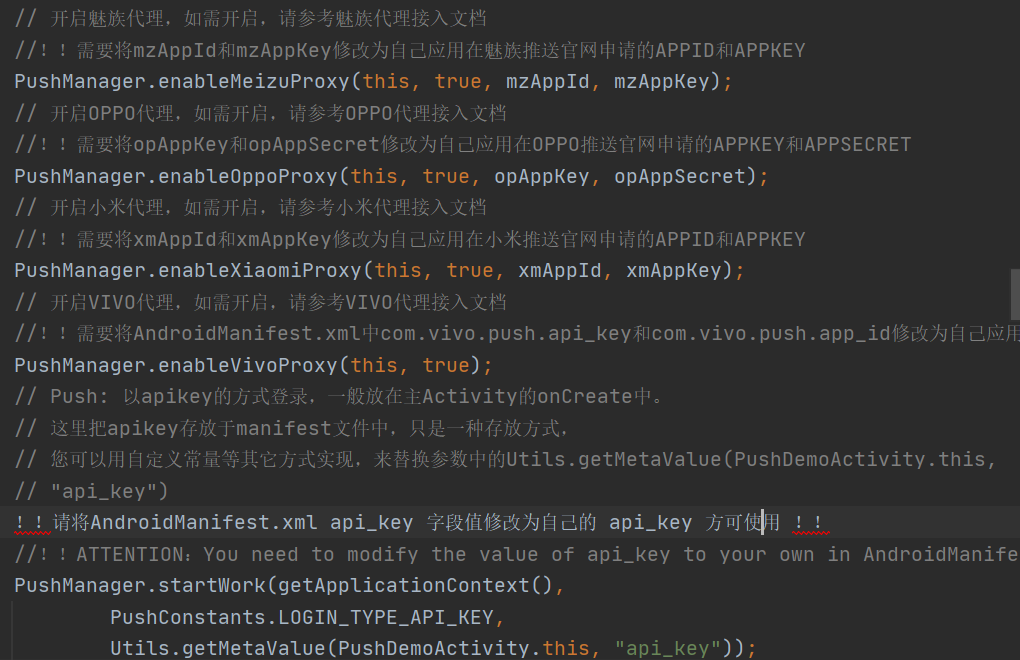 // 开启魅族代理，如需开启，请参考魅族代理接入文档
//！！需要将mzAppId和mzAppKey修改为自己应用在魅族推送官网申请的APPID和APPKEY
PushManager.enableMeizuProxy(this, true, mzAppId, mzAppKey);
// 开启OPPO代理，如需开启，请参考OPPO代理接入文档
//！！需要将opAppKey和opAppSecret修改为自己应用在OPPO推送官网申请的APPKEY和APPSECRET
PushManager.enableOppoProxy(this, true, opAppKey, opAppSecret);
// 开启小米代理，如需开启，请参考小米代理接入文档
//！！需要将xmAppId和xmAppKey修改为自己应用在小米推送官网申请的APPID和APPKEY
PushManager.enableXiaomiProxy(this, true, xmAppId, xmAppKey);
// 开启VIVO代理，如需开启，请参考VIVO代理接入文档
//！！需要将AndroidManifest.xml中com.vivo.push.api_key和com.vivo.push.app_id修改为自己应用
PushManager.enableVivoProxy(this, true);
// Push: 以apikey的方式登录，一般放在主Activity的onCreate中。
// 这里把apikey存放于manifest文件中，只是一种存放方式，
// 您可以用自定义常量等其它方式实现，来替换参数中的Utils.getMetaValue(PushDemoActivity.this,
// "api_key")
！！请将AndroidManifest.xml api_key 字段值修改为自己的 api_key 方可使用 ！！
//！！ATTENTION：You need to modify the value of api_key to your own in AndroidManife
PushManager.startWork(getApplicationContext(),
PushConstants.LOGIN_TYPE_API_KEY,
Utils.getMetaValue(PushDemoActivity.this, "api_key"));